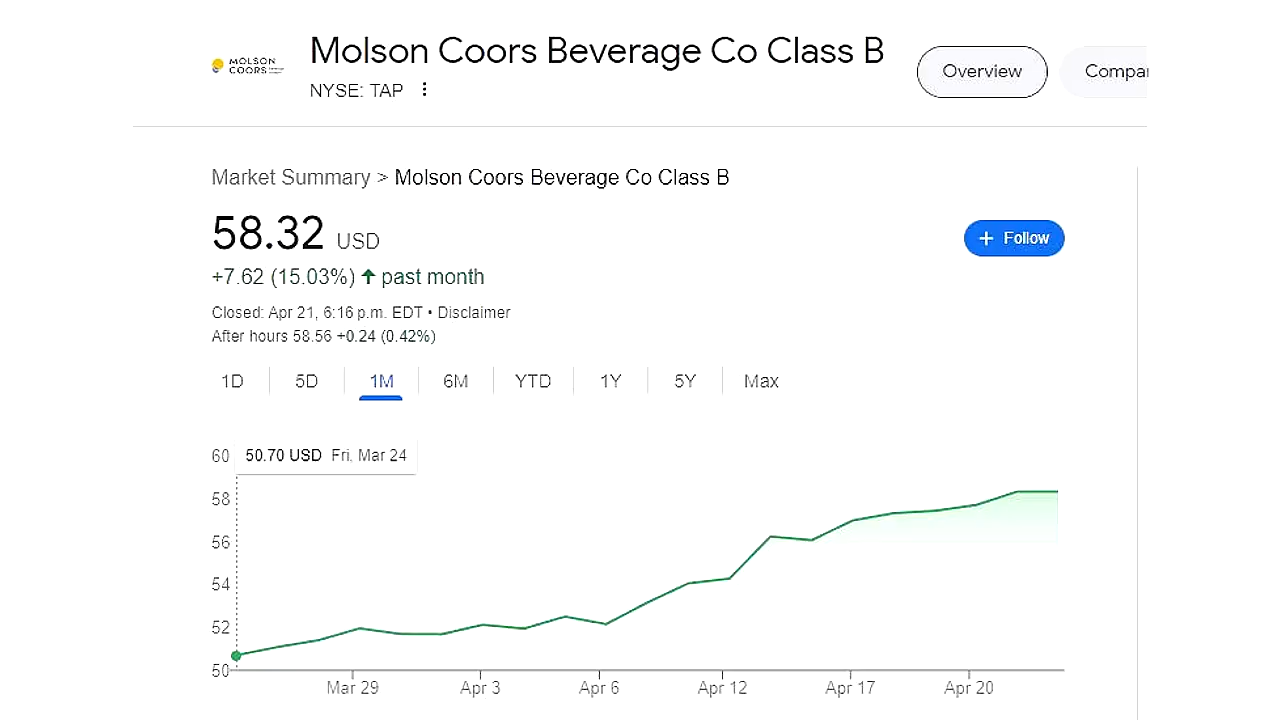 MOLSON
COORS
Molson Coors Beverage Co Class B
NYSE: TAP
Overview
Compar
Market Summary > Molson Coors Beverage Co Class B
58.32 USD
+ Follow
+7.62 (15.03%) ↑ past month
Closed: Apr 21, 6:16 p.m. EDT • Disclaimer
After hours 58.56 +0.24 (0.42%)
1D 5D 1M 6M YTD 1Y 5Y Max
60
50.70 USD Fri, Mar 24
58
56
54
52
50
Mar 29 Apr 3 Apr 6 Apr 12 Apr 17 Apr 20